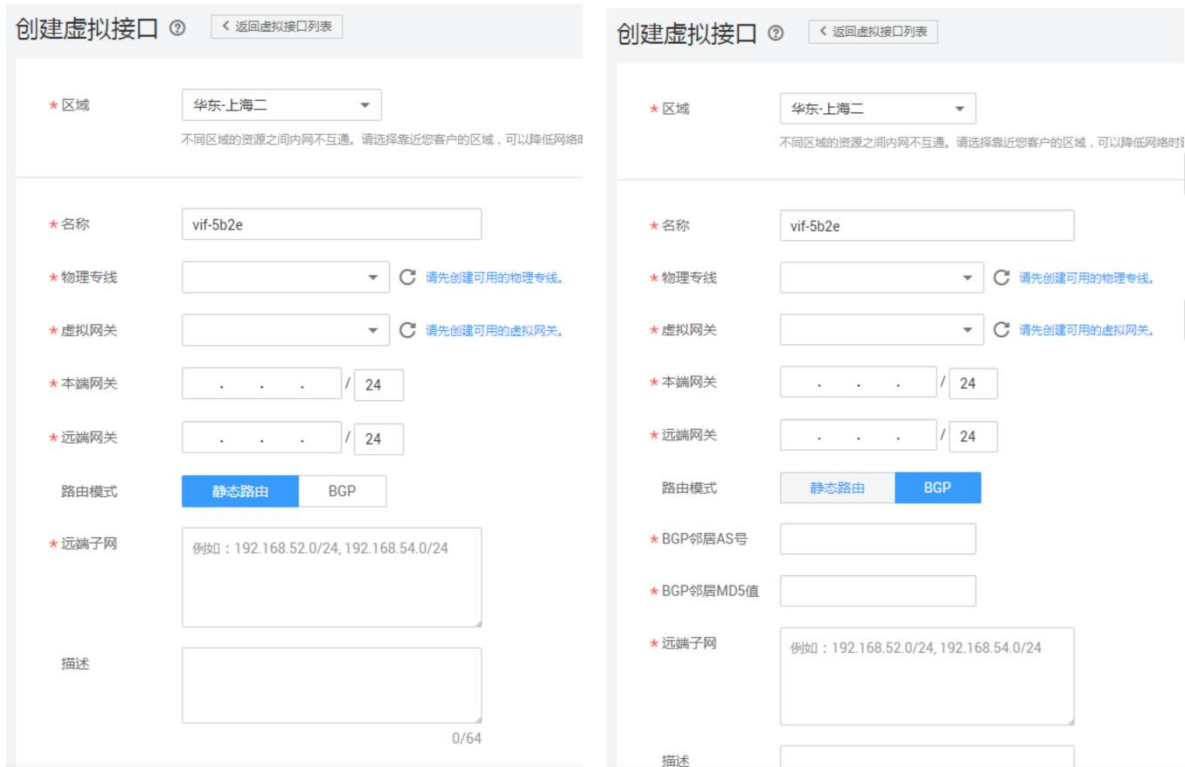 创建虚拟接口 ? < 返回虚拟接口列表
* 区域 华东-上海二
不同区域的资源之间内网不互通。请选择靠近您客户的区域，可以降低网络
* 名称 vif-5b2e
* 物理专线 请先创建可用的物理专线。
* 虚拟网关 请先创建可用的虚拟网关。
* 本端网关 . . . / 24
* 远端网关 . . . / 24
路由模式 静态路由 BGP
* 远端子网 例如：192.168.52.0/24, 192.168.54.0/24
描述
0/64
创建虚拟接口 ? < 返回虚拟接口列表
* 区域 华东-上海二
不同区域的资源之间内网不互通。请选择靠近您客户的区域，可以降低网络时
* 名称 vif-5b2e
* 物理专线 请先创建可用的物理专线。
* 虚拟网关 请先创建可用的虚拟网关。
* 本端网关 . . . / 24
* 远端网关 . . . / 24
路由模式 静态路由 BGP
* BGP邻居AS号
* BGP邻居MD5值
* 远端子网 例如：192.168.52.0/24, 192.168.54.0/24
描述